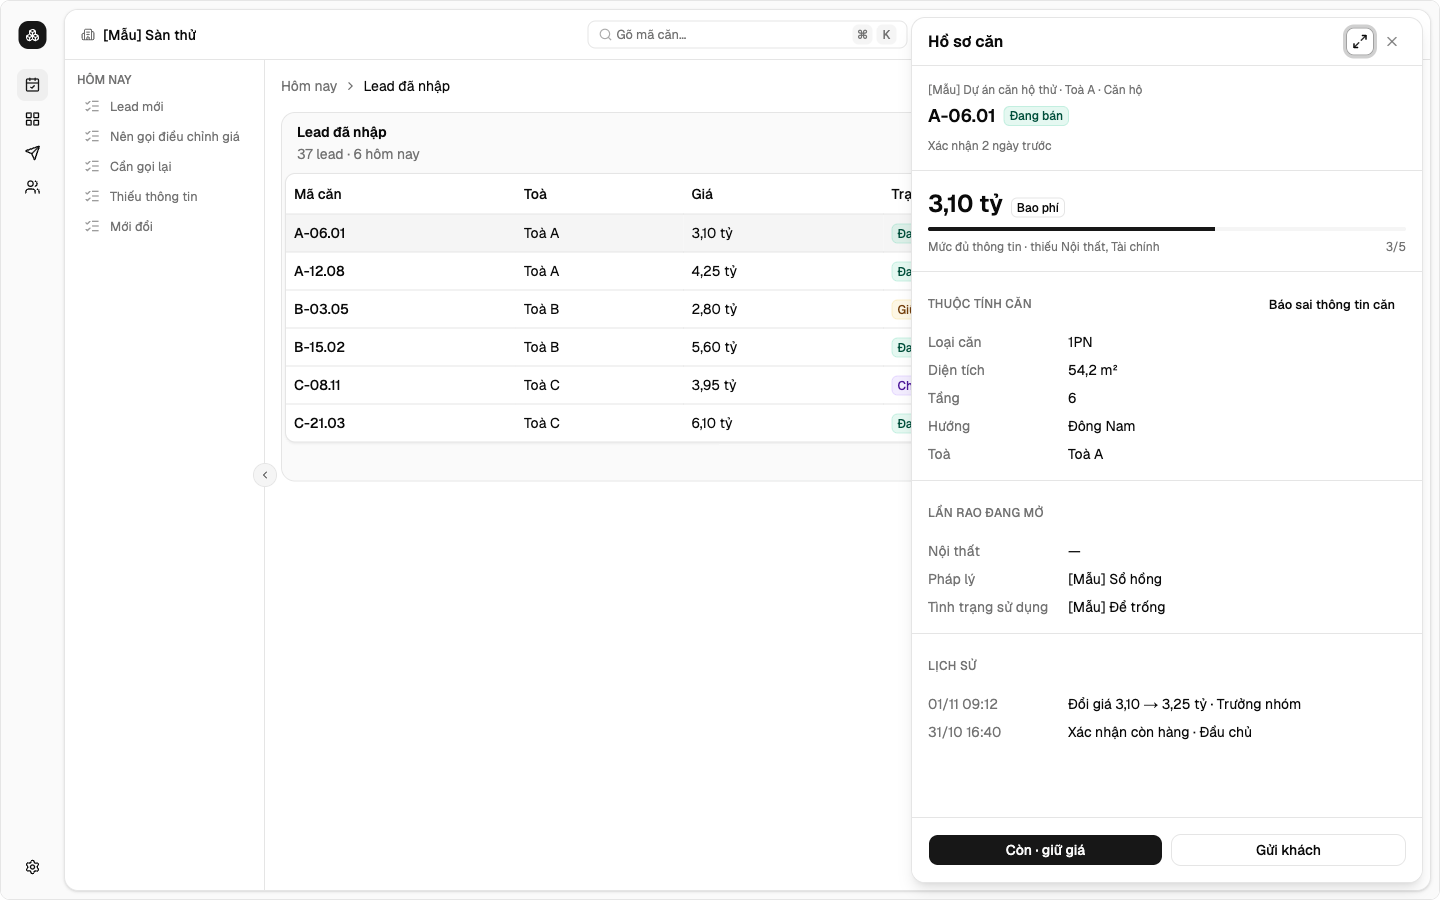 [Mẫu] Sàn thử
Gõ mã căn...
⌘ K
HÔM NAY
Lead mới
Nên gọi điều chỉnh giá
Cần gọi lại
Thiếu thông tin
Mới đổi
Hôm nay > Lead đã nhập
Lead đã nhập
37 lead · 6 hôm nay
Mã căn Toà Giá
A-06.01 Toà A 3,10 tỷ
A-12.08 Toà A 4,25 tỷ
B-03.05 Toà B 2,80 tỷ
B-15.02 Toà B 5,60 tỷ
C-08.11 Toà C 3,95 tỷ
C-21.03 Toà C 6,10 tỷ
Hồ sơ căn
[Mẫu] Dự án căn hộ thử · Toà A · Căn hộ
A-06.01 Đang bán
Xác nhận 2 ngày trước
3,10 tỷ Bao phí
Mức đủ thông tin · thiếu Nội thất, Tài chính 3/5
THUỘC TÍNH CĂN Báo sai thông tin căn
Loại căn 1PN
Diện tích 54,2 m²
Tầng 6
Hướng Đông Nam
Toà Toà A
LẦN RAO ĐANG MỞ
Nội thất —
Pháp lý [Mẫu] Sổ hồng
Tình trạng sử dụng [Mẫu] Để trống
LỊCH SỬ
01/11 09:12 Đổi giá 3,10 → 3,25 tỷ · Trưởng nhóm
31/10 16:40 Xác nhận còn hàng · Đầu chủ
Còn · giữ giá
Gửi khách